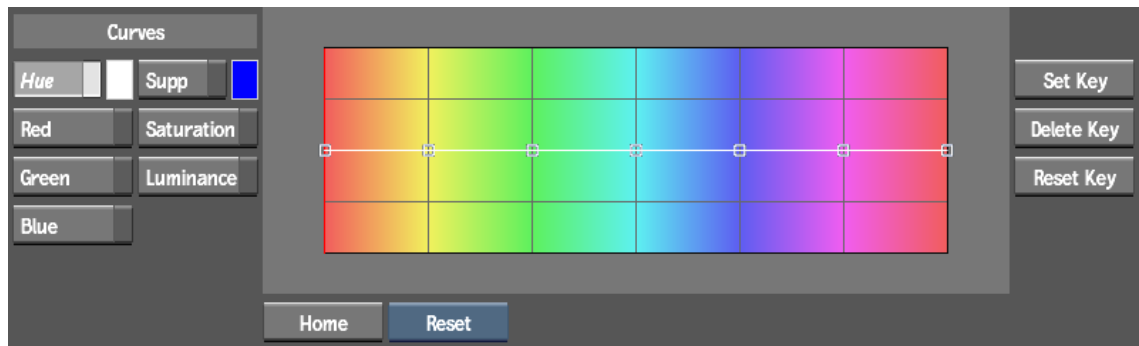 Curves
Hue
Supp
Red
Saturation
Green
Luminance
Blue
Set Key
Delete Key
Reset Key
Home
Reset